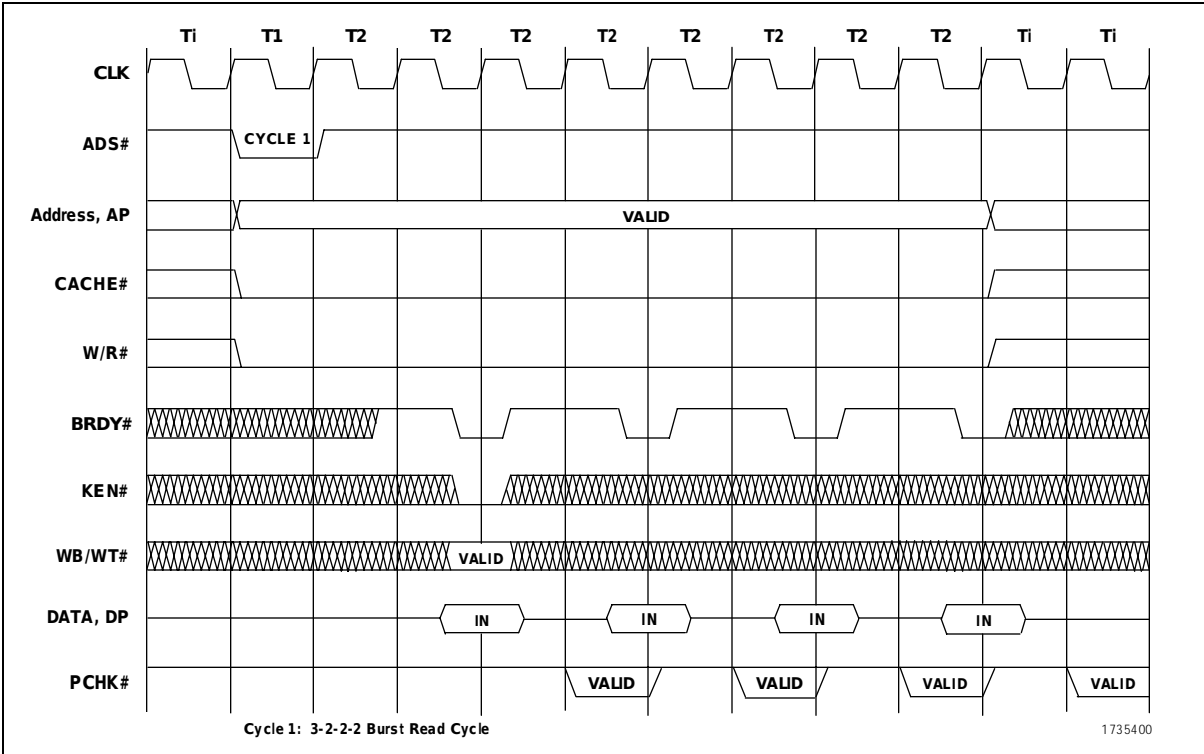 Ti T1 T2 T2 T2 T2 T2 T2 T2 T2 Ti Ti
CLK
ADS# CYCLE 1
Address, AP VALID
CACHE#
W/R#
BRDY#
KEN#
WB/WT# VALID
DATA, DP IN IN IN IN
PCHK# VALID VALID VALID VALID
Cycle 1: 3-2-2-2 Burst Read Cycle 1735400